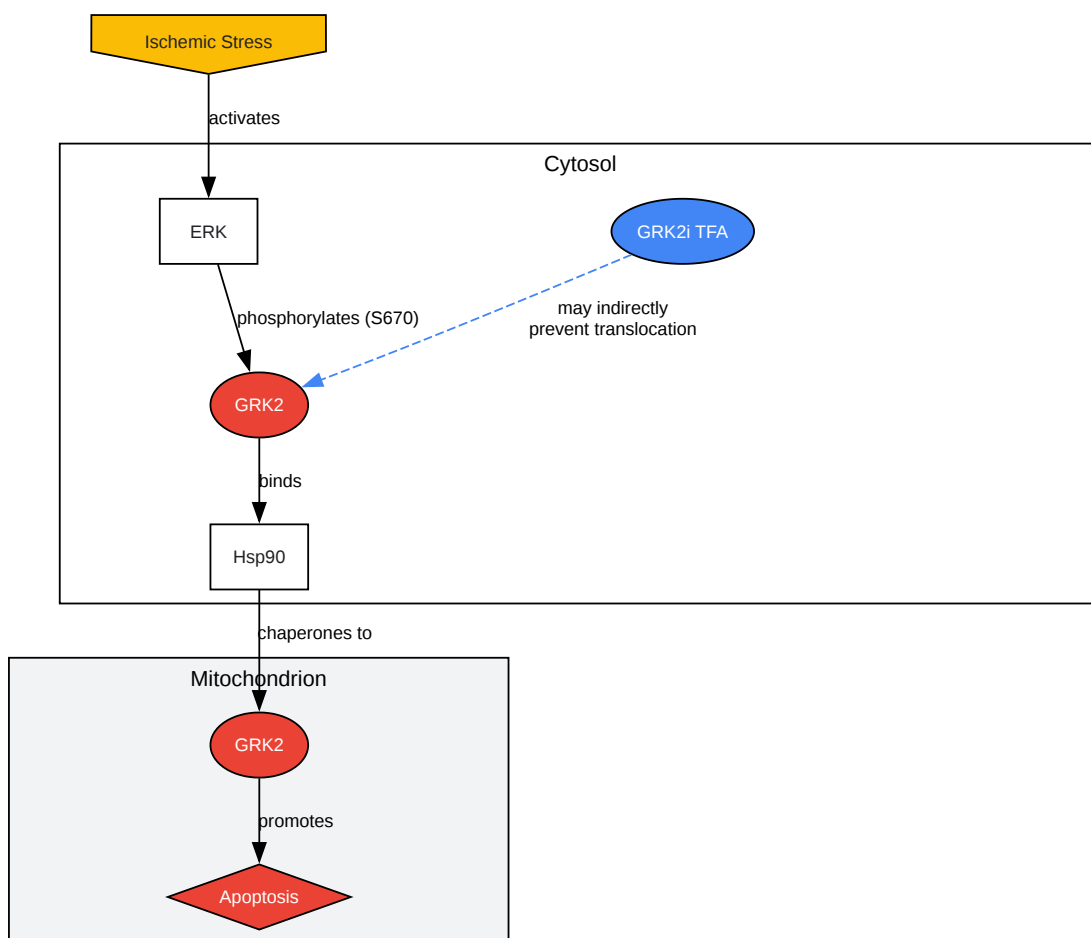 Ischemic Stress
activates
Cytosol
ERK
GRK2i TFA
phosphorylates (S670)
may indirectly
prevent translocation
GRK2
binds
Hsp90
chaperones to
Mitochondrion
GRK2
promotes
Apoptosis